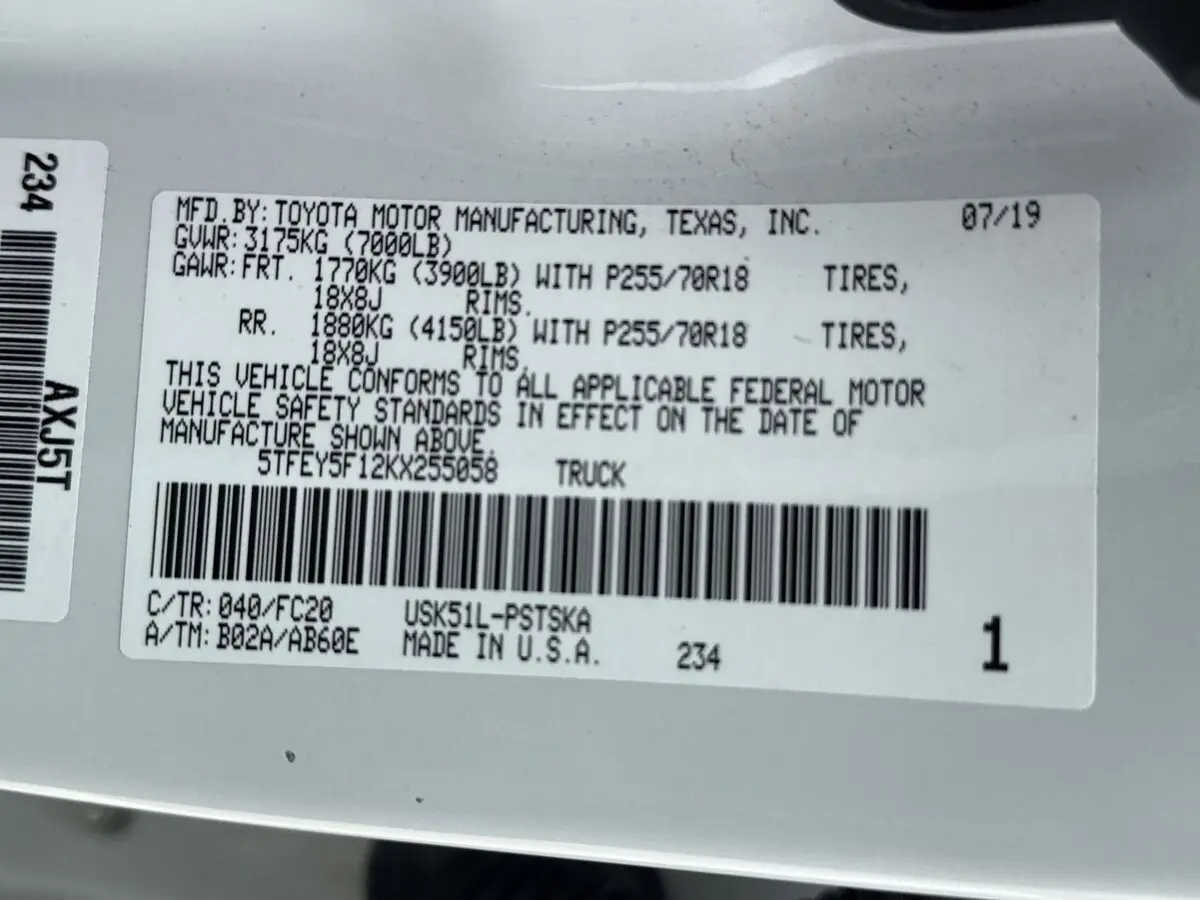 234
AXJ5T
MFD.BY:TOYOTA MOTOR MANUFACTURING, TEXAS, INC. 07/19
GVWR:3175KG (7000LB)
GAWR:FRT. 1770KG (3900LB) WITH P255/70R18 TIRES,
18X8J RIMS.
RR. 1880KG (4150LB) WITH P255/70R18 TIRES,
18X8J RIMS.
THIS VEHICLE CONFORMS TO ALL APPLICABLE FEDERAL MOTOR
VEHICLE SAFETY STANDARDS IN EFFECT ON THE DATE OF
MANUFACTURE SHOWN ABOVE.
5TFEY5F12KX255058 TRUCK
C/TR:040/FC20 USK51L-PSTSKA
A/TM:B02A/AB60E MADE IN U.S.A. 234 1